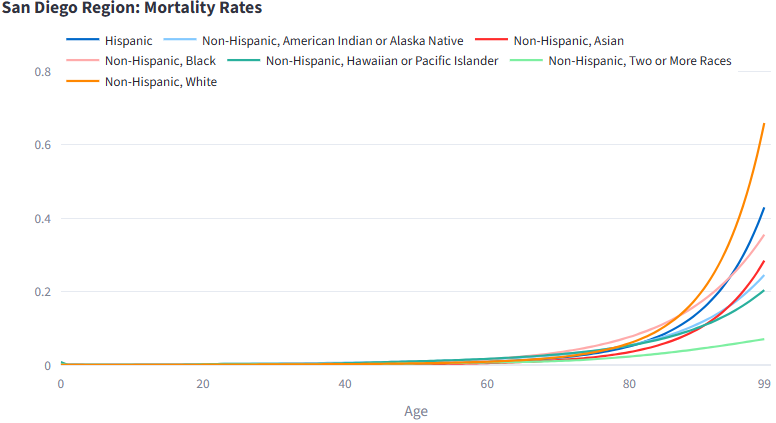 San Diego Region: Mortality Rates
Hispanic Non-Hispanic, American Indian or Alaska Native Non-Hispanic, Asian
Non-Hispanic, Black Non-Hispanic, Hawaiian or Pacific Islander Non-Hispanic, Two or More Races
Non-Hispanic, White
0.8
0.6
0.4
0.2
0
0 20 40 60 80 99
Age